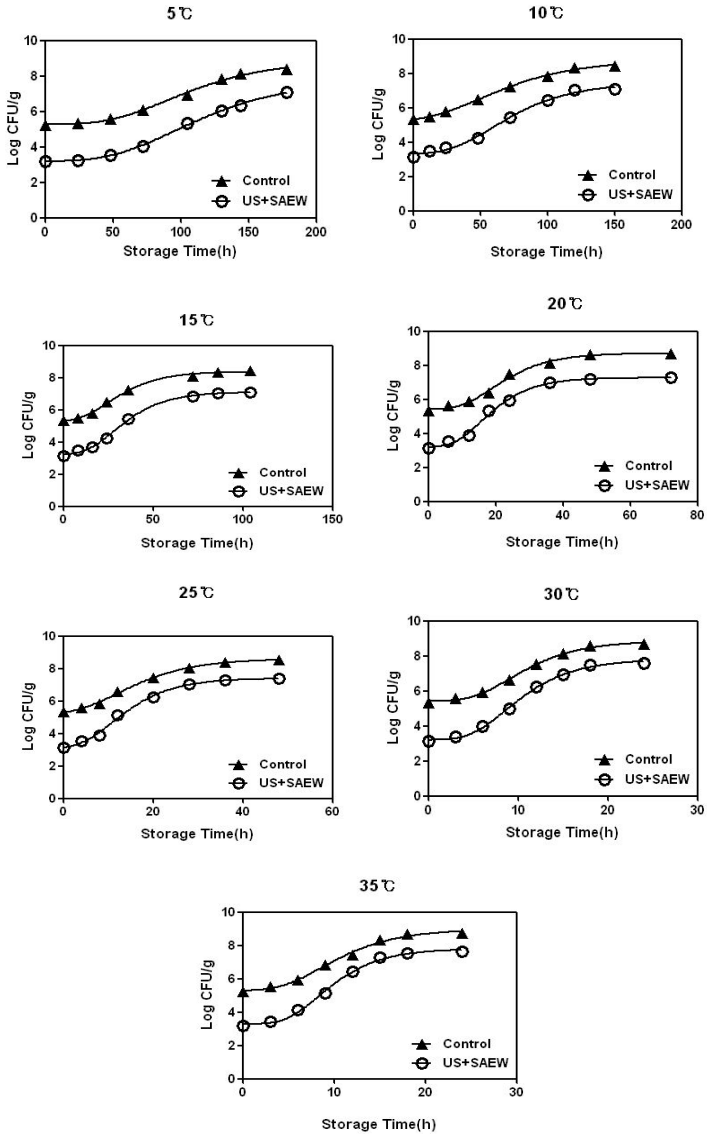 5℃
Log CFU/g
10
8
6
4
2
0
Control
US+SAEW
0 50 100 150 200
Storage Time(h)
10℃
Log CFU/g
10
8
6
4
2
0
Control
US+SAEW
0 50 100 150 200
Storage Time(h)
15℃
Log CFU/g
10
8
6
4
2
0
Control
US+SAEW
0 50 100 150
Storage Time(h)
20℃
Log CFU/g
10
8
6
4
2
0
Control
US+SAEW
0 20 40 60 80
Storage Time(h)
25℃
Log CFU/g
10
8
6
4
2
0
Control
US+SAEW
0 20 40 60
Storage Time(h)
30℃
Log CFU/g
10
8
6
4
2
0
Control
US+SAEW
0 10 20 30
Storage Time(h)
35℃
Log CFU/g
10
8
6
4
2
0
Control
US+SAEW
0 10 20 30
Storage Time(h)